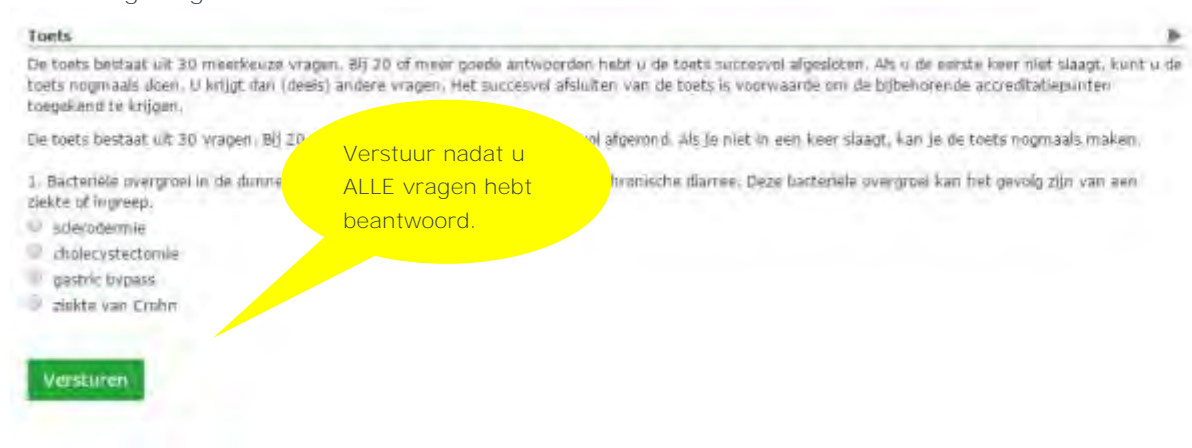 Toets
De toets bestaat uit 30 meerkeuze vragen. Bij 20 of meer goede antwoorden hebt u de toets succesvol afgesloten. Als u de eerste keer niet slaagt, kunt u de
toets nogmaals doen. U krijgt dan (deels) andere vragen. Het succesvol afsluiten van de toets is voorwaarde om de bijbehorende accreditatiepunten
toegekend te krijgen.
De toets bestaat uit 30 vragen. Bij 20 afgerond. Als je niet in een keer slaagt, kan je de toets nogmaals maken.
Verstuur nadat u
ALLE vragen hebt
beantwoord.
1. Bacteriële overgroei in de dunne chronische diarree. Deze bacteriele overgroei kan het gevolg zijn van een
ziekte of ingreep.
sclerodermie
cholecystectomie
gastric bypass
ziekte van Crohn
Versturen